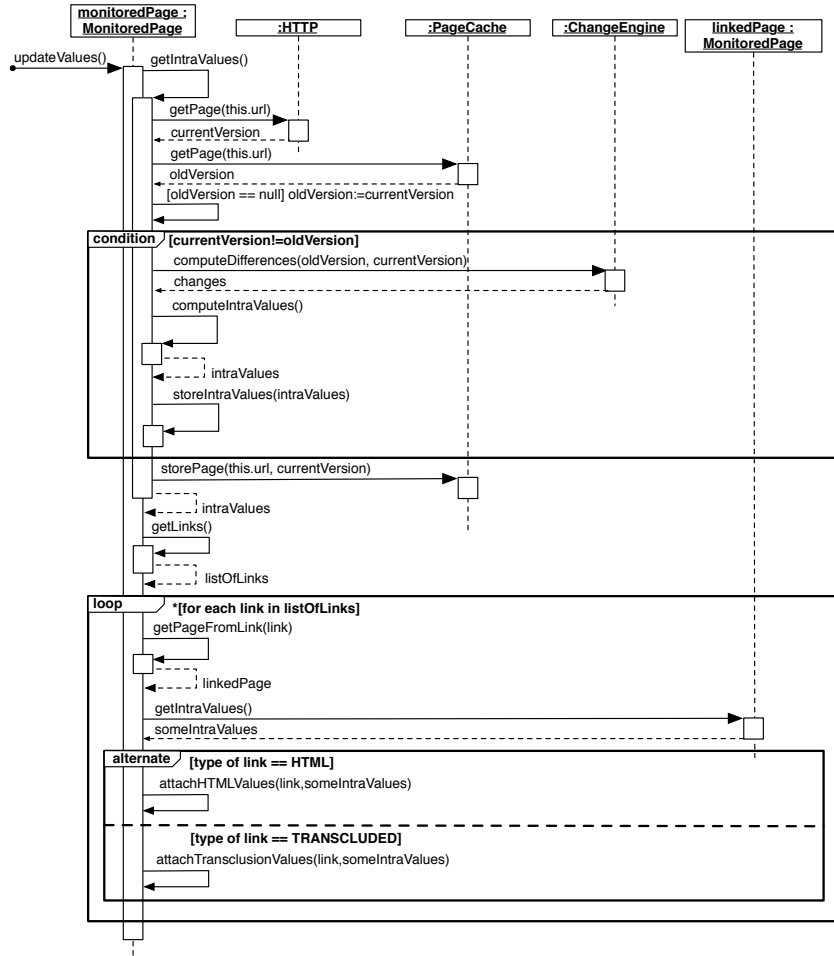 monitoredPage :
MonitoredPage
:HTTP
:PageCache
:ChangeEngine
linkedPage :
MonitoredPage
updateValues()
getIntraValues()
getPage(this.url)
currentVersion
getPage(this.url)
oldVersion
[oldVersion == null] oldVersion:=currentVersion
condition
[currentVersion!=oldVersion]
computeDifferences(oldVersion, currentVersion)
changes
computeIntraValues()
intraValues
storeIntraValues(intraValues)
storePage(this.url, currentVersion)
intraValues
getLinks()
listOfLinks
loop
*[for each link in listOfLinks]
getPageFromLink(link)
linkedPage
getIntraValues()
someIntraValues
alternate
[type of link == HTML]
attachHTMLValues(link,someIntraValues)
[type of link == TRANSCLUDED]
attachTransclusionValues(link,someIntraValues)